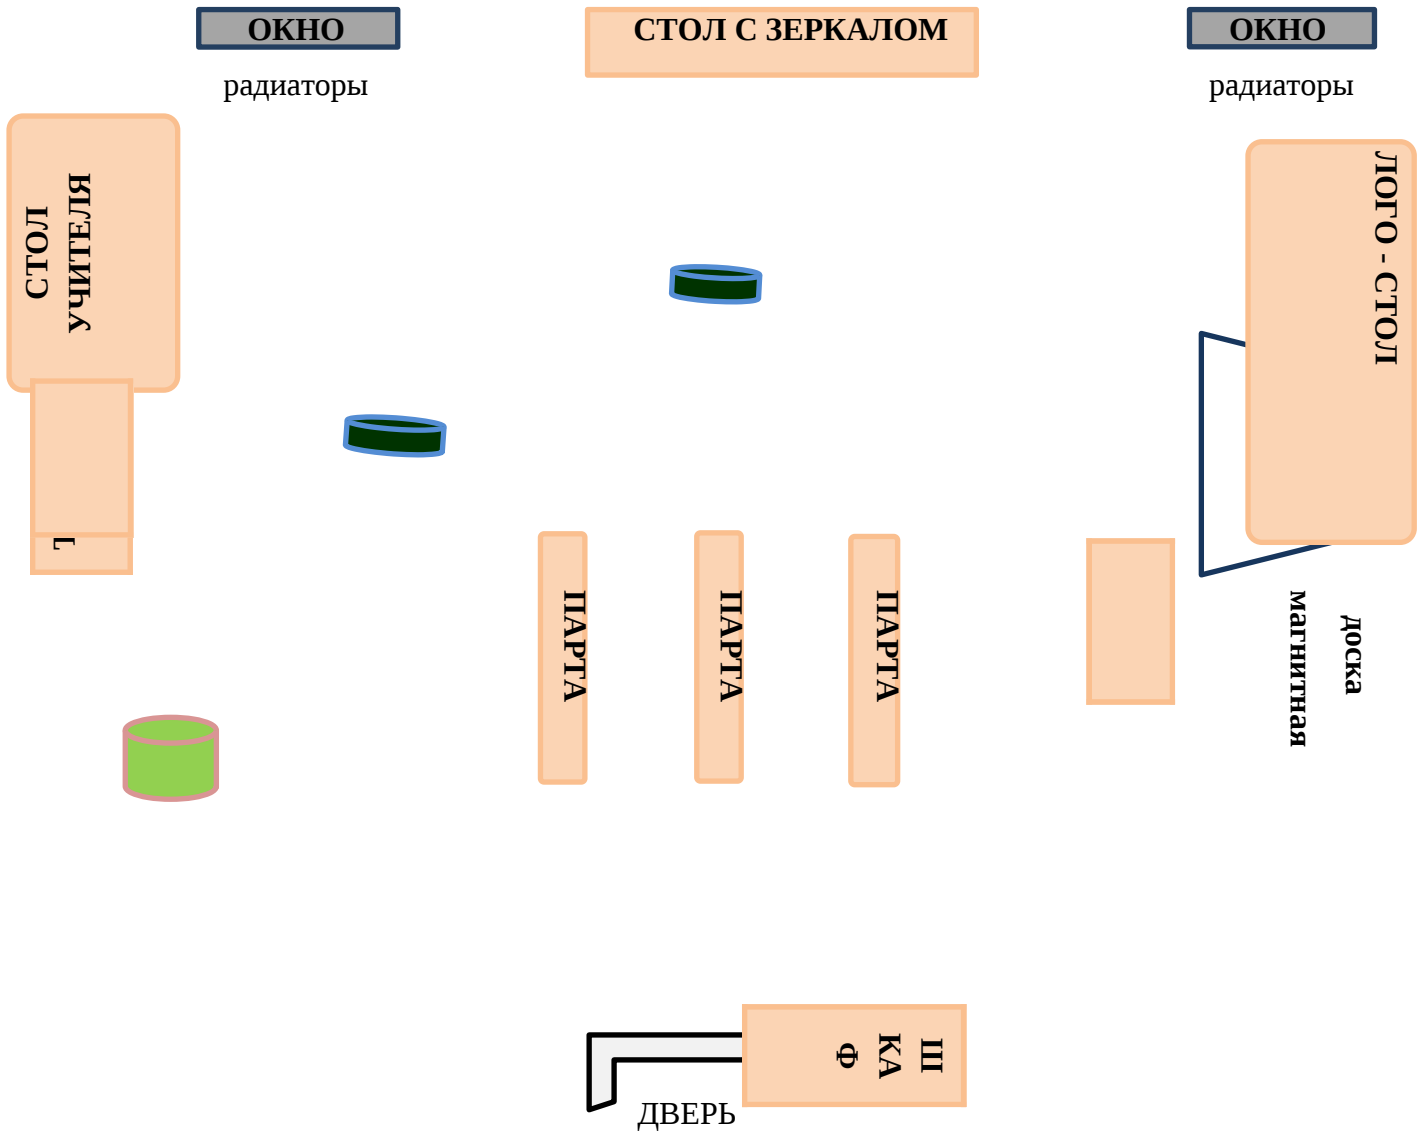 ОКНО
СТОЛ С ЗЕРКАЛОМ
ОКНО
радиаторы
радиаторы
СТОЛ
УЧИТЕЛЯ
ЛОГО - СТОЛ
ПАРТА
ПАРТА
ПАРТА
доска
магнитная
Ш
КА
Ф
ДВЕРЬ